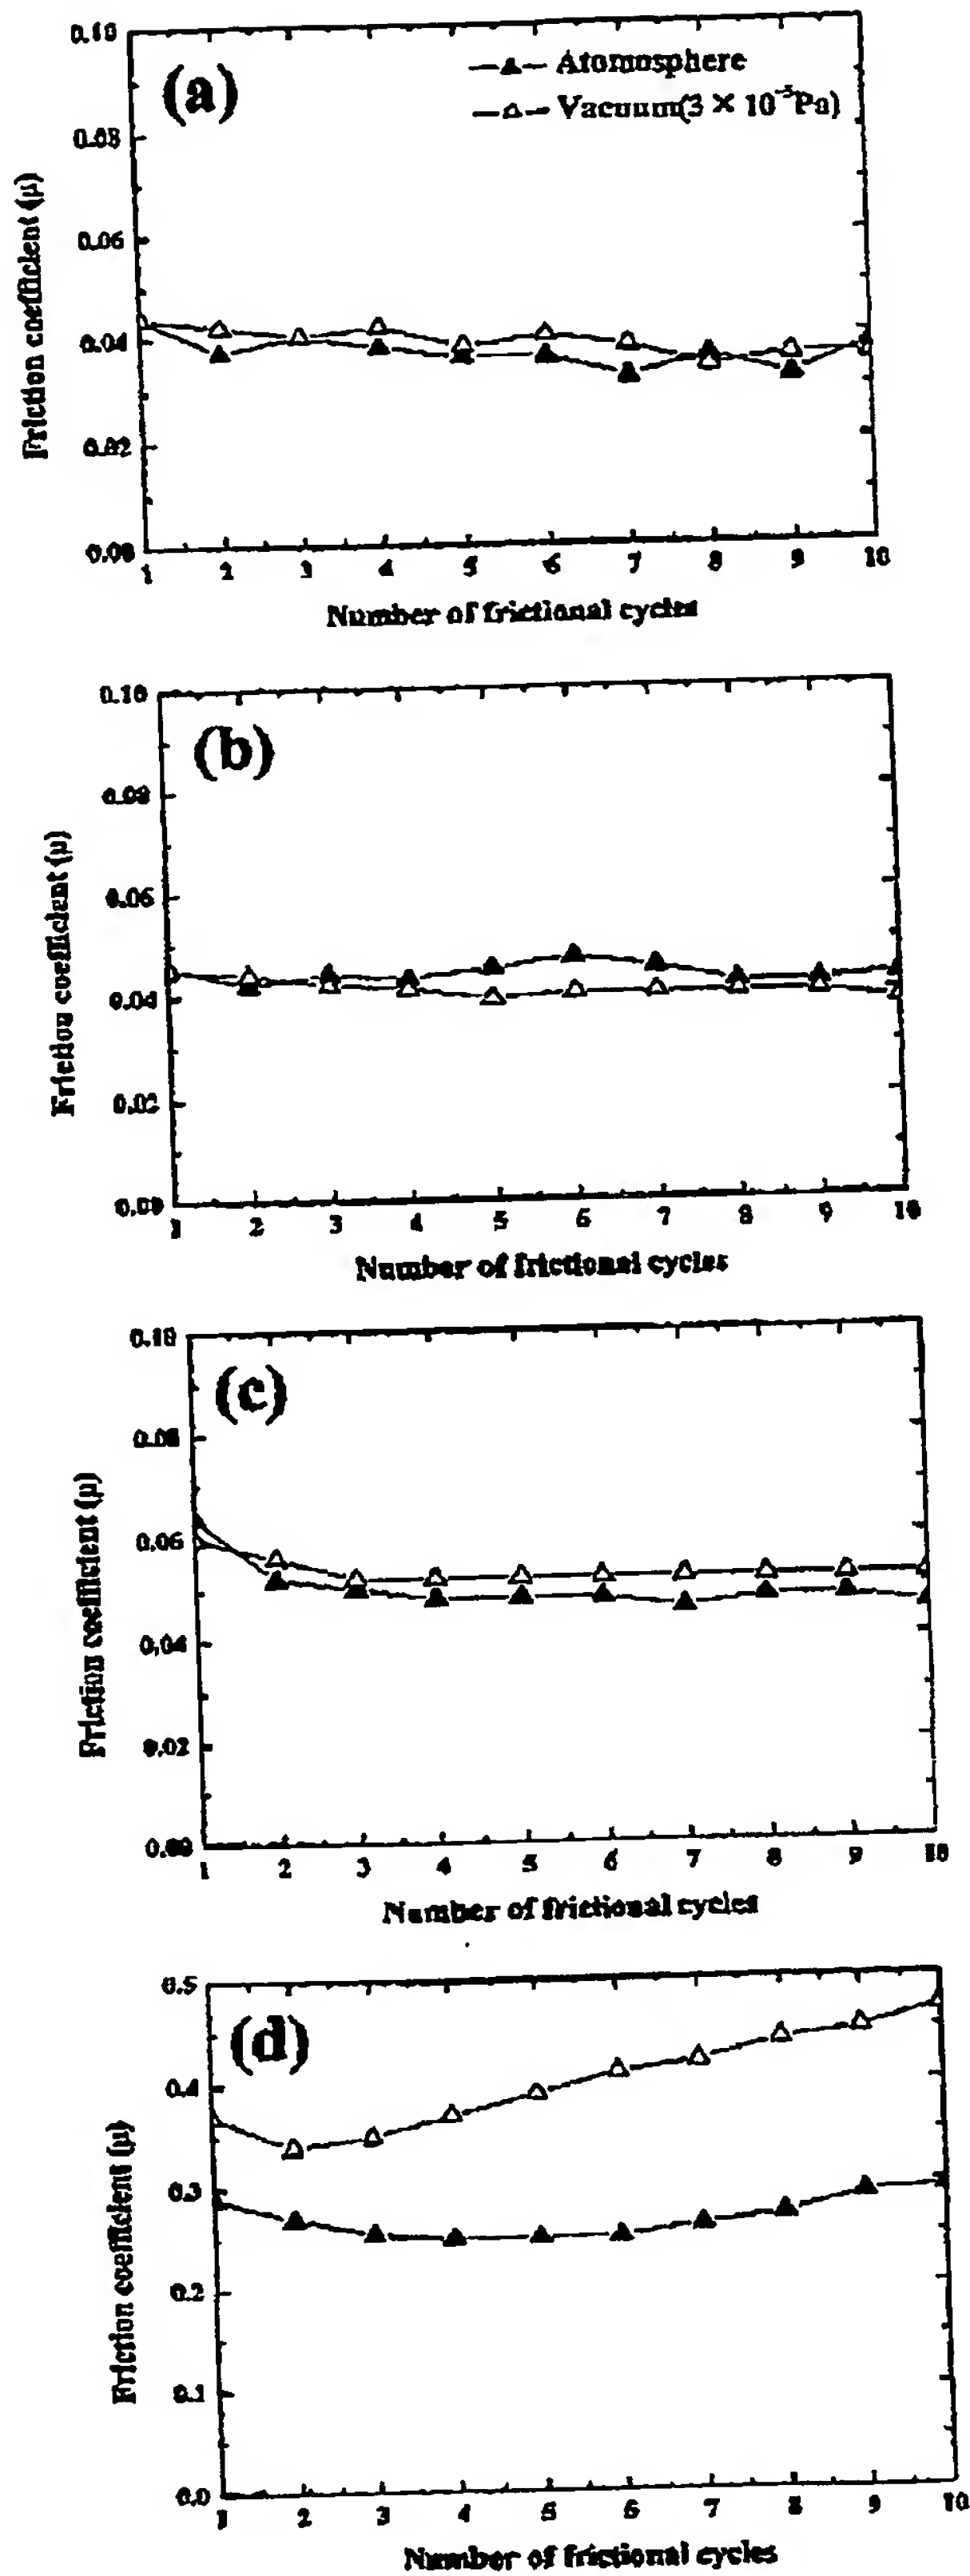 (a)
Atomosphere
Vacuum(3 × 10⁻⁵Pa)
0.10
0.08
0.06
0.04
0.02
0.00
Friction coefficient (μ)
1 2 3 4 5 6 7 8 9 10
Number of frictional cycles
(b)
0.10
0.08
0.06
0.04
0.02
0.00
Friction coefficient (μ)
1 2 3 4 5 6 7 8 9 10
Number of frictional cycles
(c)
0.10
0.08
0.06
0.04
0.02
0.00
Friction coefficient (μ)
1 2 3 4 5 6 7 8 9 10
Number of frictional cycles
(d)
0.5
0.4
0.3
0.2
0.1
0.0
Friction coefficient (μ)
1 2 3 4 5 6 7 8 9 10
Number of frictional cycles